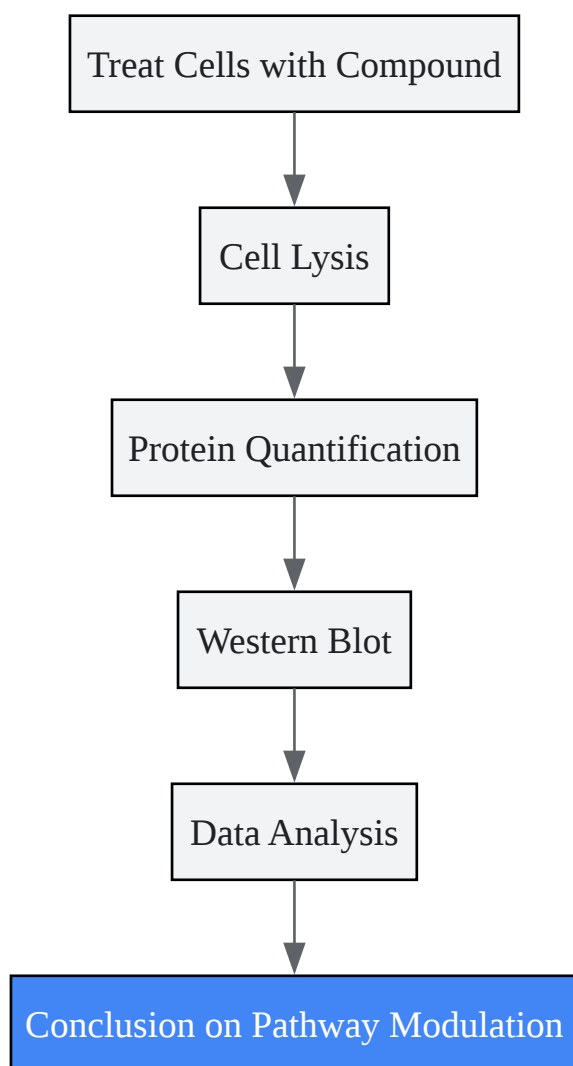 Treat Cells with Compound
Cell Lysis
Protein Quantification
Western Blot
Data Analysis
Conclusion on Pathway Modulation